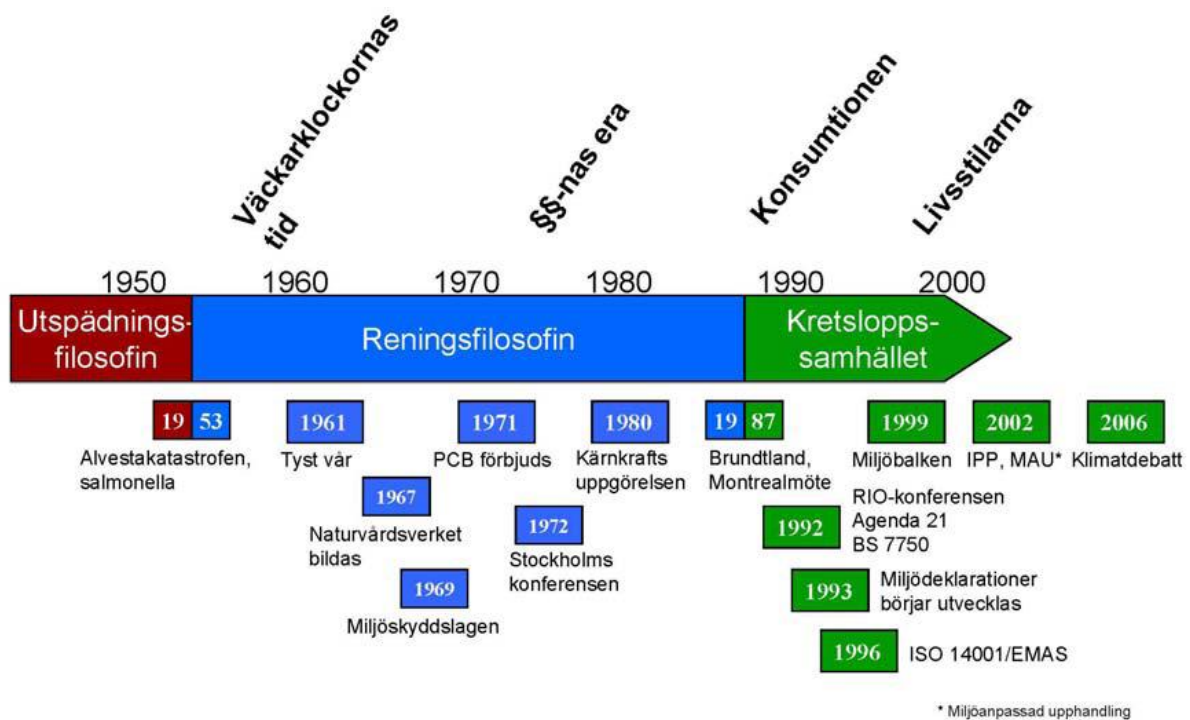 Väckarklockornas
tid
§§-nas era
Konsumtionen
Livsstilarna
1950
1960
1970
1980
1990
2000
Utspädnings-
filosofin
Reningsfilosofin
Kretslopps-
samhället
19 53
Alvestakatastrofen,
salmonella
1961
Tyst vår
1971
PCB förbjuds
1980
Kärnkrafts
uppgörelsen
19 87
Brundtland,
Montrealmöte
1999
Miljöbalken
2002
IPP, MAU*
2006
Klimatdebatt
1967
Naturvårdsverket
bildas
1972
Stockholms
konferensen
1992
RIO-konferensen
Agenda 21
BS 7750
1969
Miljöskyddslagen
1993
Miljödeklarationer
börjar utvecklas
1996
ISO 14001/EMAS
* Miljöanpassad upphandling